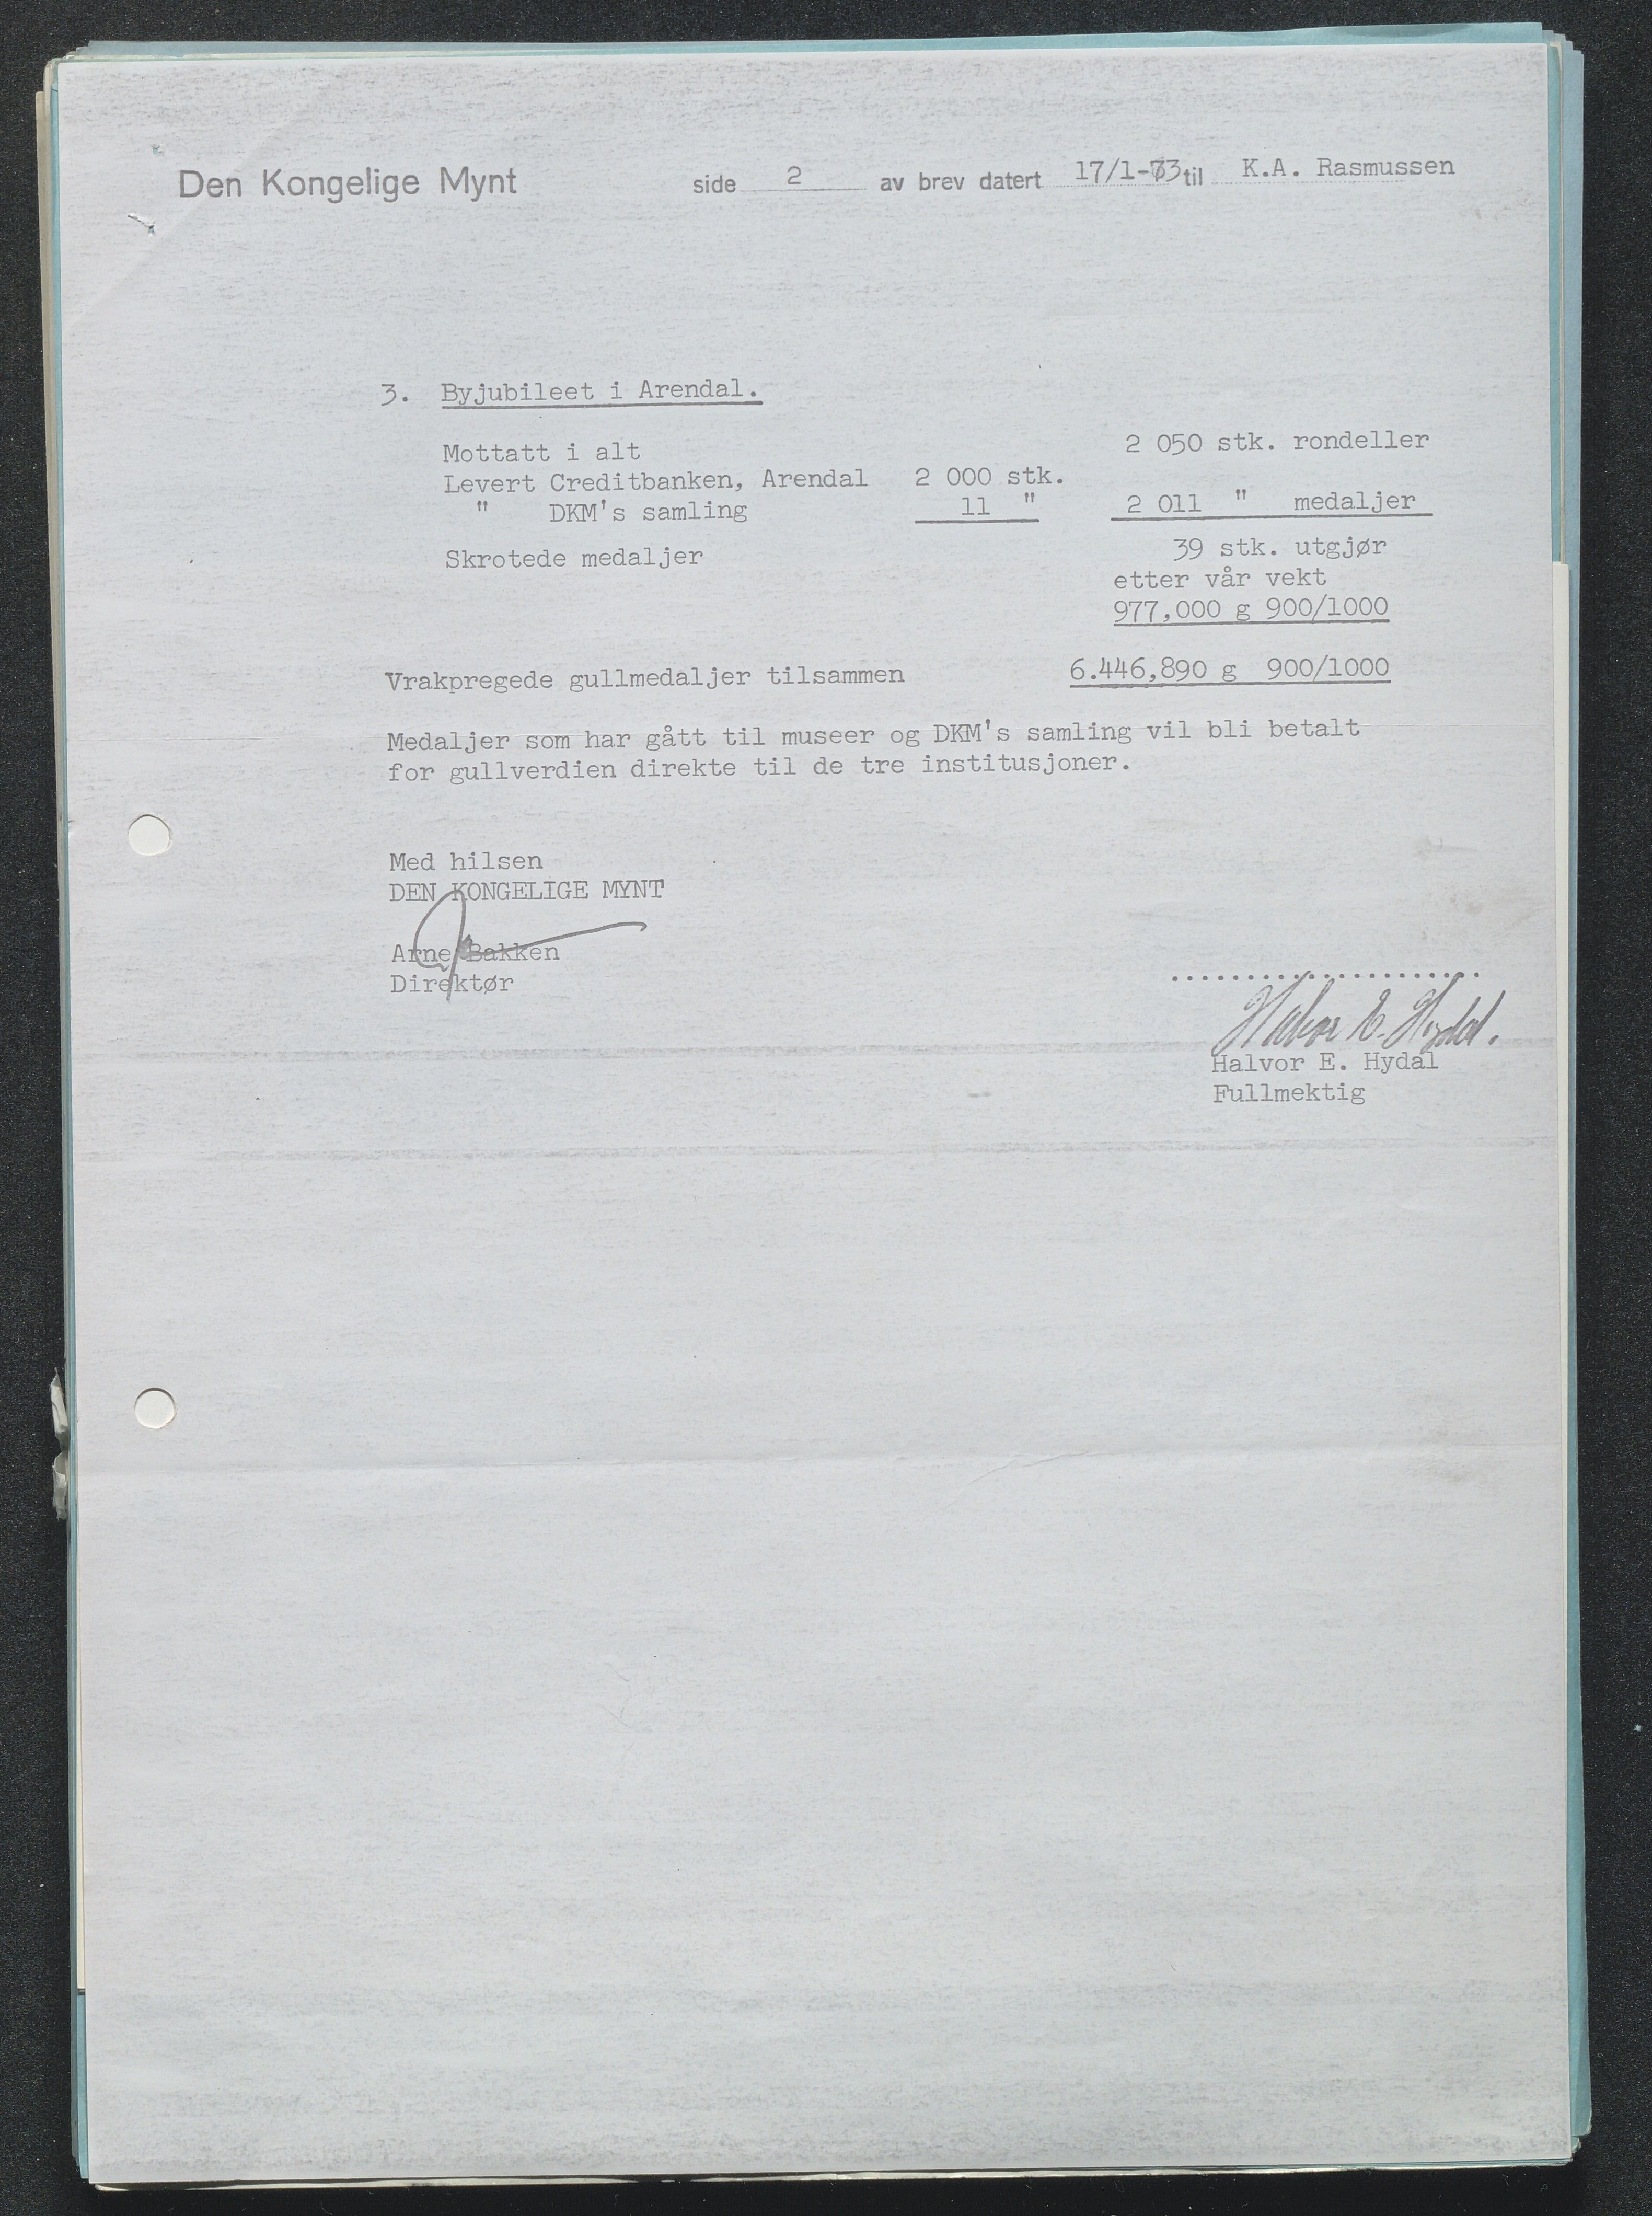 Den Kongelige Mynt side 2 av brev datert 17/1-73 til K.A. Rasmussen
3. Byjubileet i Arendal.
Mottatt i alt 2 050 stk. rondeller
Levert Creditbanken, Arendal 2 000 stk.
" DKM's samling 11 " 2 011 " medaljer
Skrotede medaljer 39 stk. utgjør
etter vår vekt
977,000 g 900/1000
Vrakpregede gullmedaljer tilsammen 6.446,890 g 900/1000
Medaljer som har gått til museer og DKM's samling vil bli betalt
for gullverdien direkte til de tre institusjoner.
Med hilsen
DEN KONGELIGE MYNT
Arne Bakken
Direktør
Halvor E. Hydal.
Halvor E. Hydal
Fullmektig